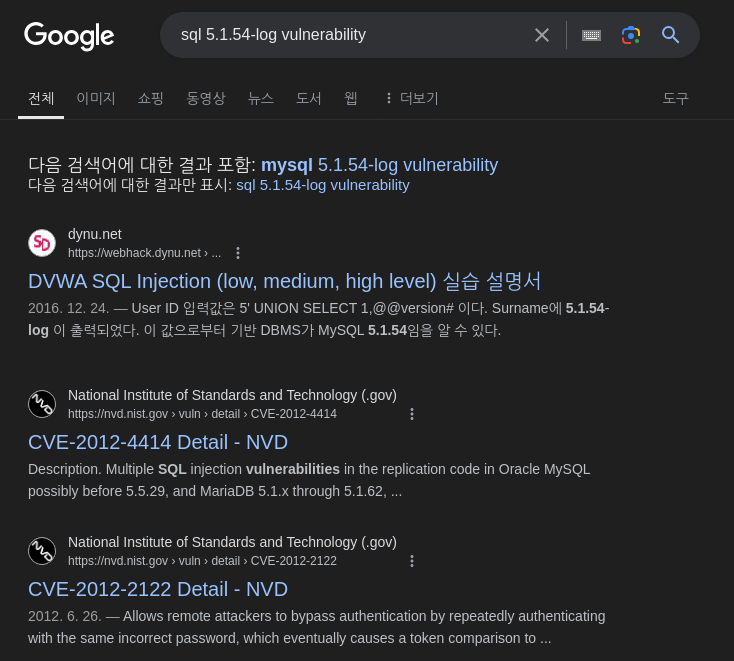 Google
sql 5.1.54-log vulnerability
전체 이미지 쇼핑 동영상 뉴스 도서 웹 더보기 도구
다음 검색어에 대한 결과 포함: mysql 5.1.54-log vulnerability
다음 검색어에 대한 결과만 표시: sql 5.1.54-log vulnerability
SD
dynu.net
https://webhack.dynu.net › ...
DVWA SQL Injection (low, medium, high level) 실습 설명서
2016. 12. 24. — User ID 입력값은 5' UNION SELECT 1,@@version# 이다. Surname에 5.1.54-
log 이 출력되었다. 이 값으로부터 기반 DBMS가 MySQL 5.1.54임을 알 수 있다.
National Institute of Standards and Technology (.gov)
https://nvd.nist.gov › vuln › detail › CVE-2012-4414
CVE-2012-4414 Detail - NVD
Description. Multiple SQL injection vulnerabilities in the replication code in Oracle MySQL
possibly before 5.5.29, and MariaDB 5.1.x through 5.1.62, ...
National Institute of Standards and Technology (.gov)
https://nvd.nist.gov › vuln › detail › CVE-2012-2122
CVE-2012-2122 Detail - NVD
2012. 6. 26. — Allows remote attackers to bypass authentication by repeatedly authenticating
with the same incorrect password, which eventually causes a token comparison to ...